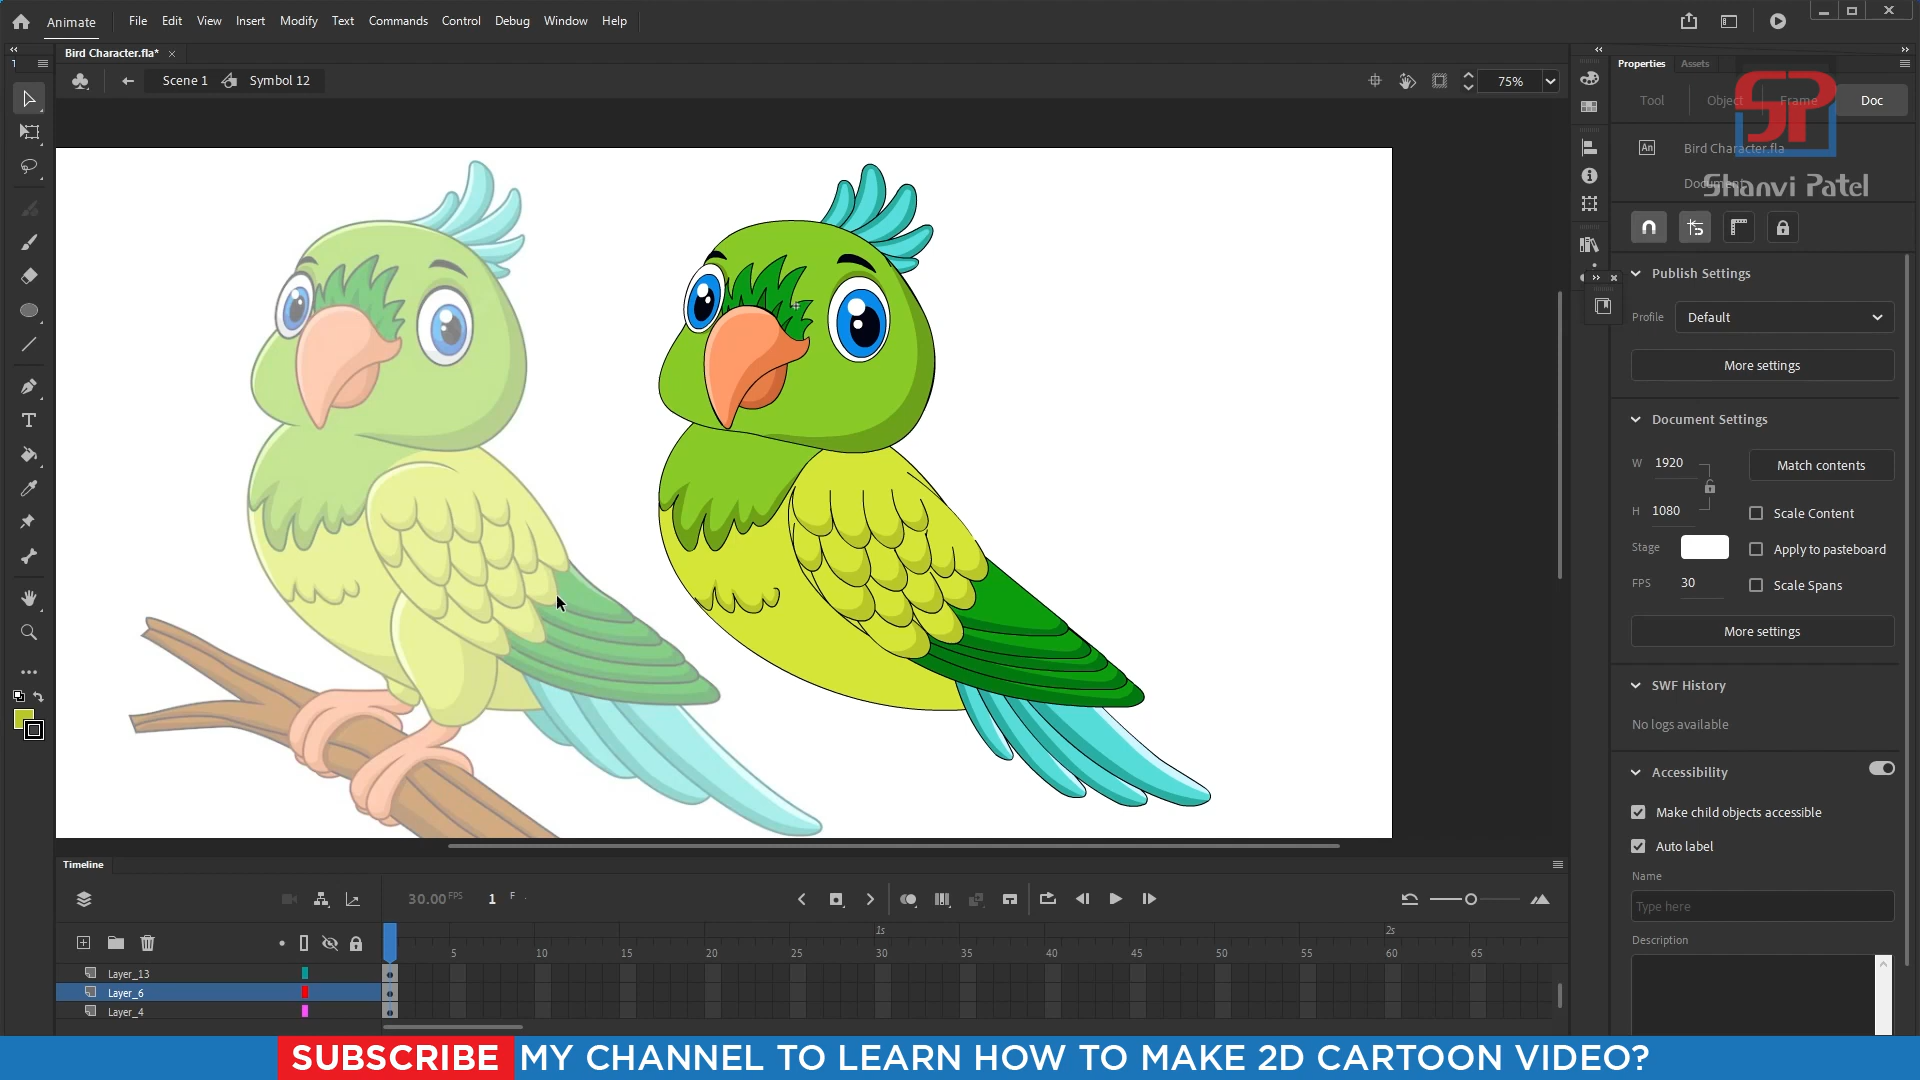 Animate File Edit View Insert Modify Text Commands Control Debug Window Help
Bird Character.fla*
Scene 1 Symbol 12 75%
Properties Assets
Tool Object Frame Doc
An Bird Character.fla
Document
SP
Shanvi Patel
Publish Settings
Profile Default
More settings
Document Settings
W 1920 Match contents
H 1080 Scale Content
Stage Apply to pasteboard
FPS 30 Scale Spans
More settings
SWF History
No logs available
Accessibility
Make child objects accessible
Auto label
Name
Type here
Description
Timeline
30.00 FPS 1 F
1s 2s
5 10 15 20 25 30 35 40 45 50 55 60 65
Layer_13
Layer_6
Layer_4
SUBSCRIBE MY CHANNEL TO LEARN HOW TO MAKE 2D CARTOON VIDEO?